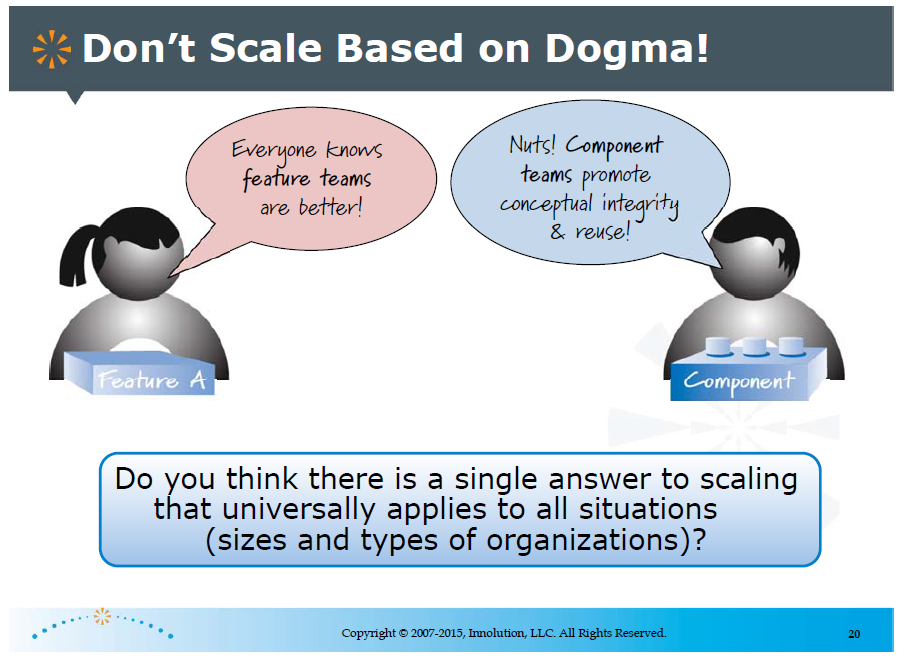 Don't Scale Based on Dogma!
Everyone knows
feature teams
are better!
Nuts! Component
teams promote
conceptual integrity
& reuse!
Feature A
Component
Do you think there is a single answer to scaling
that universally applies to all situations
(sizes and types of organizations)?
Copyright © 2007-2015, Innolution, LLC. All Rights Reserved.
20